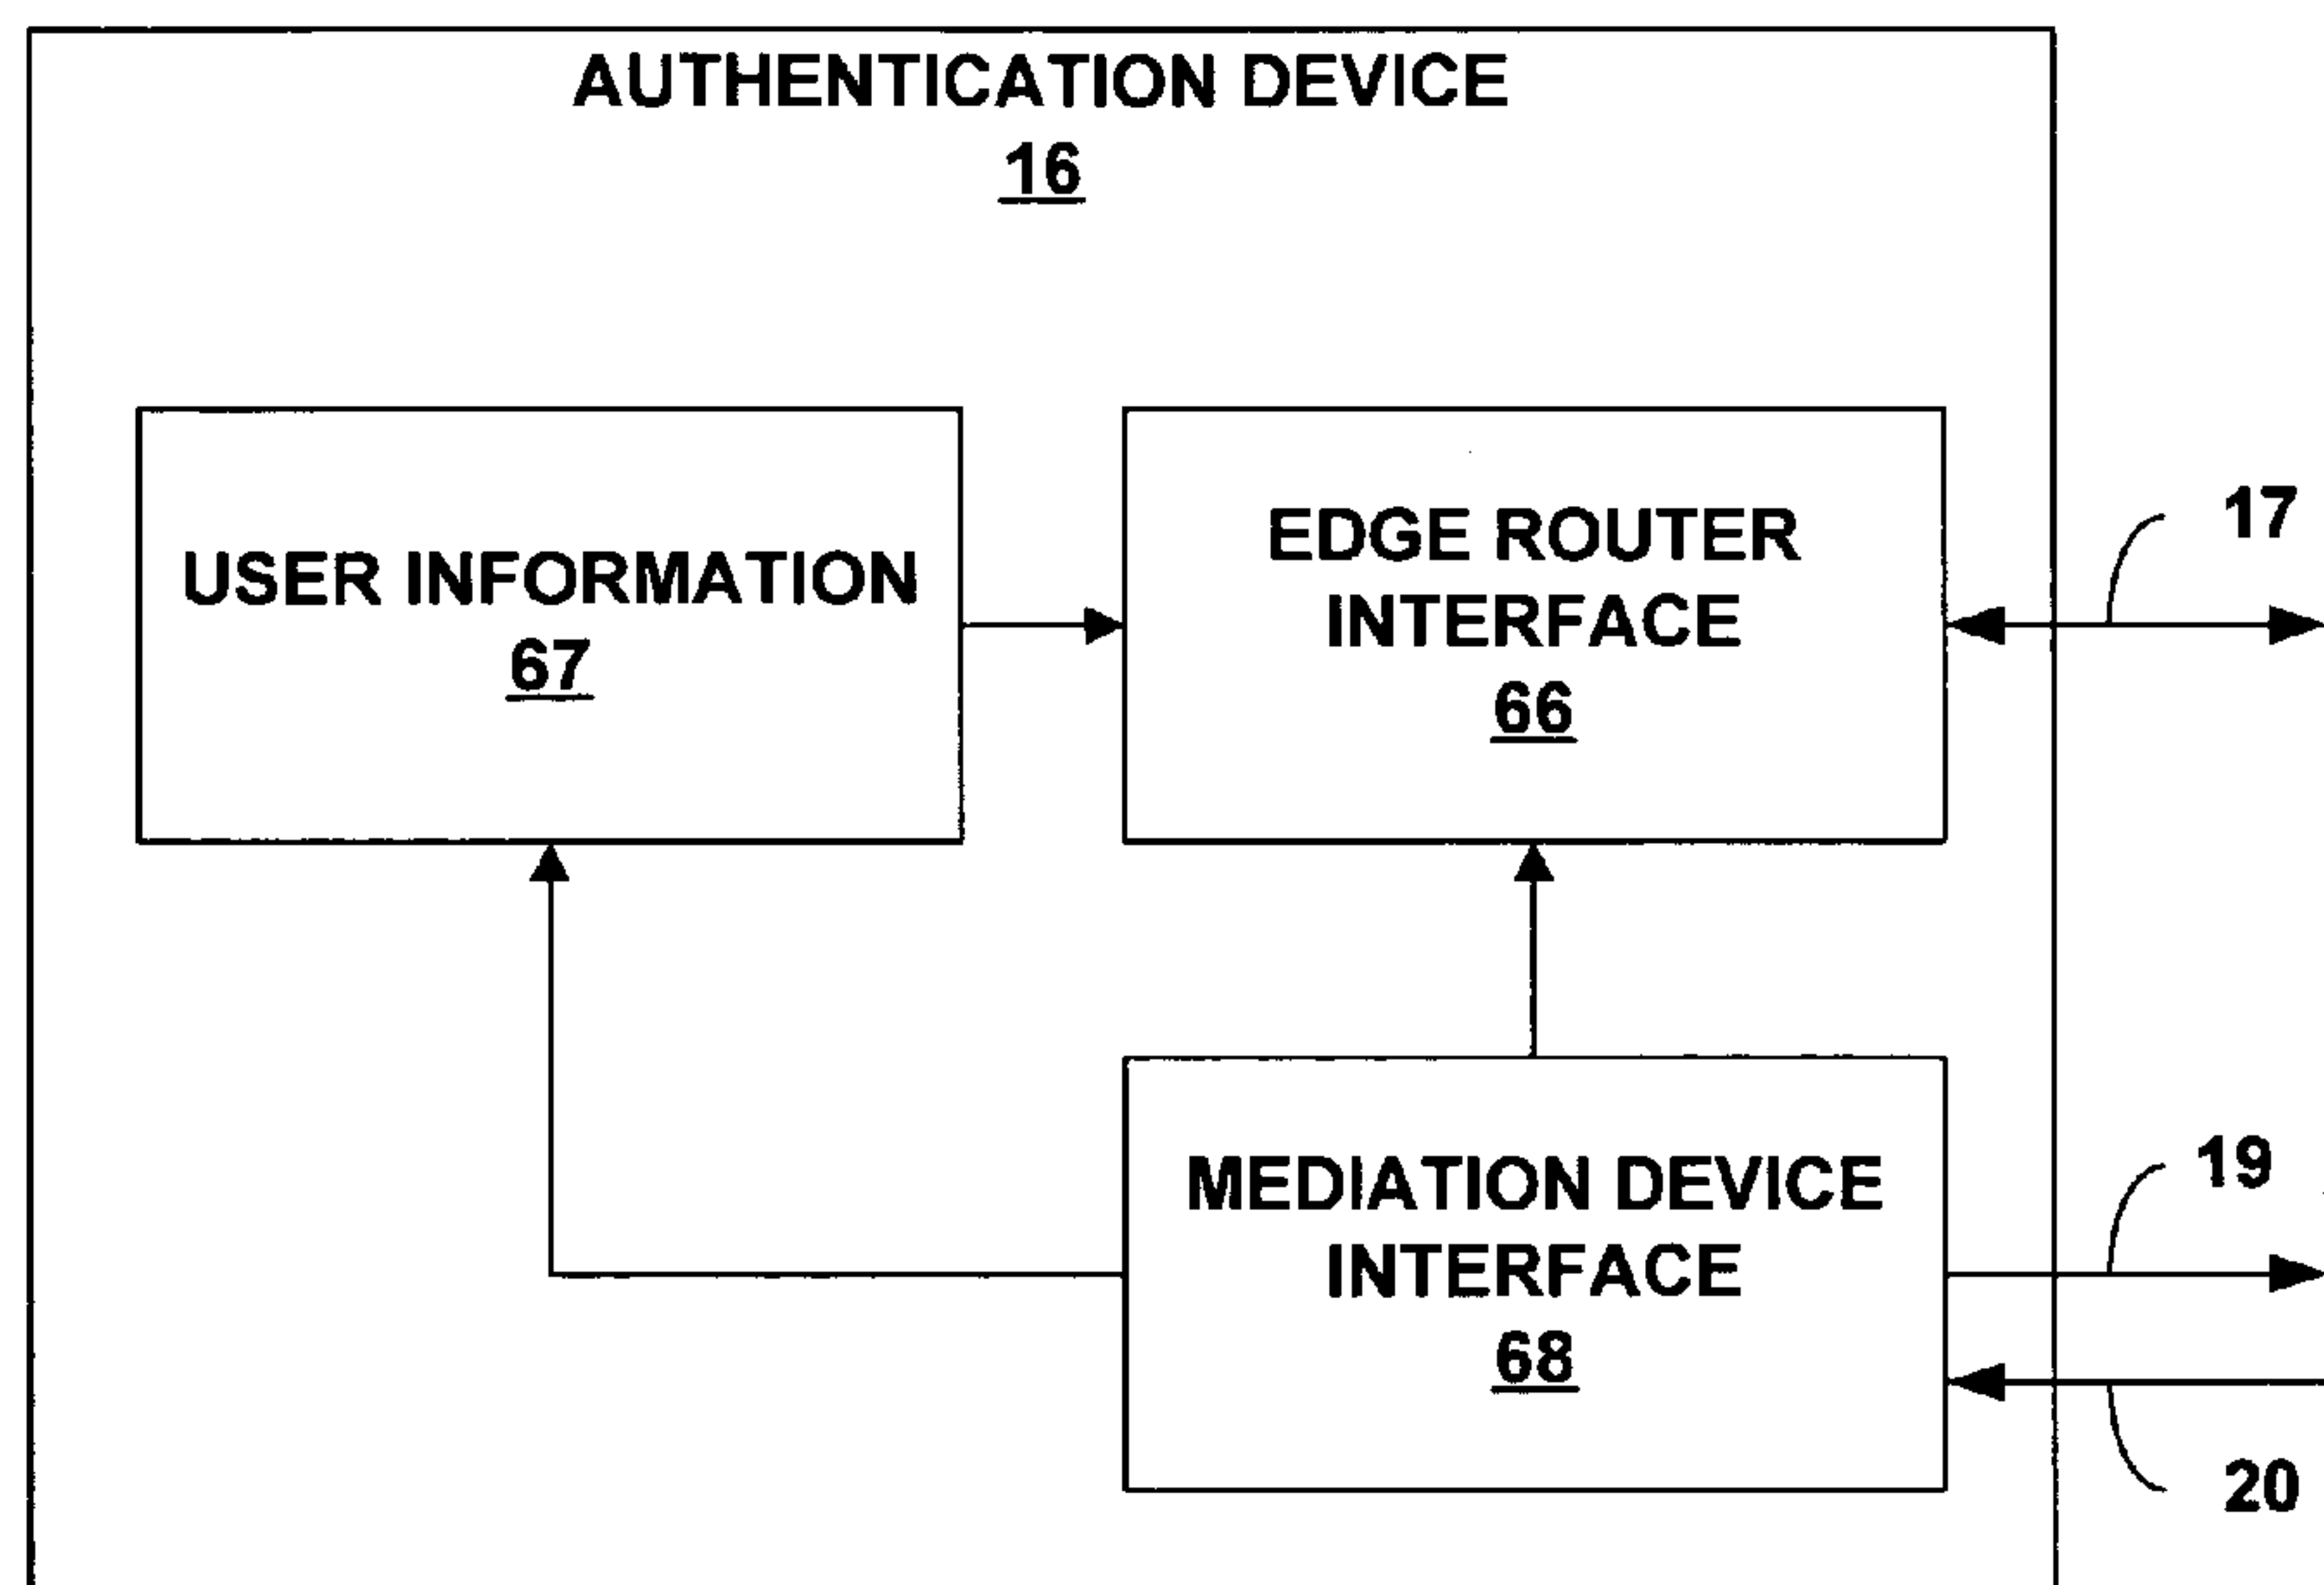 AUTHENTICATION DEVICE
16
USER INFORMATION
67
EDGE ROUTER
INTERFACE
66
17
MEDIATION DEVICE
INTERFACE
68
19
20